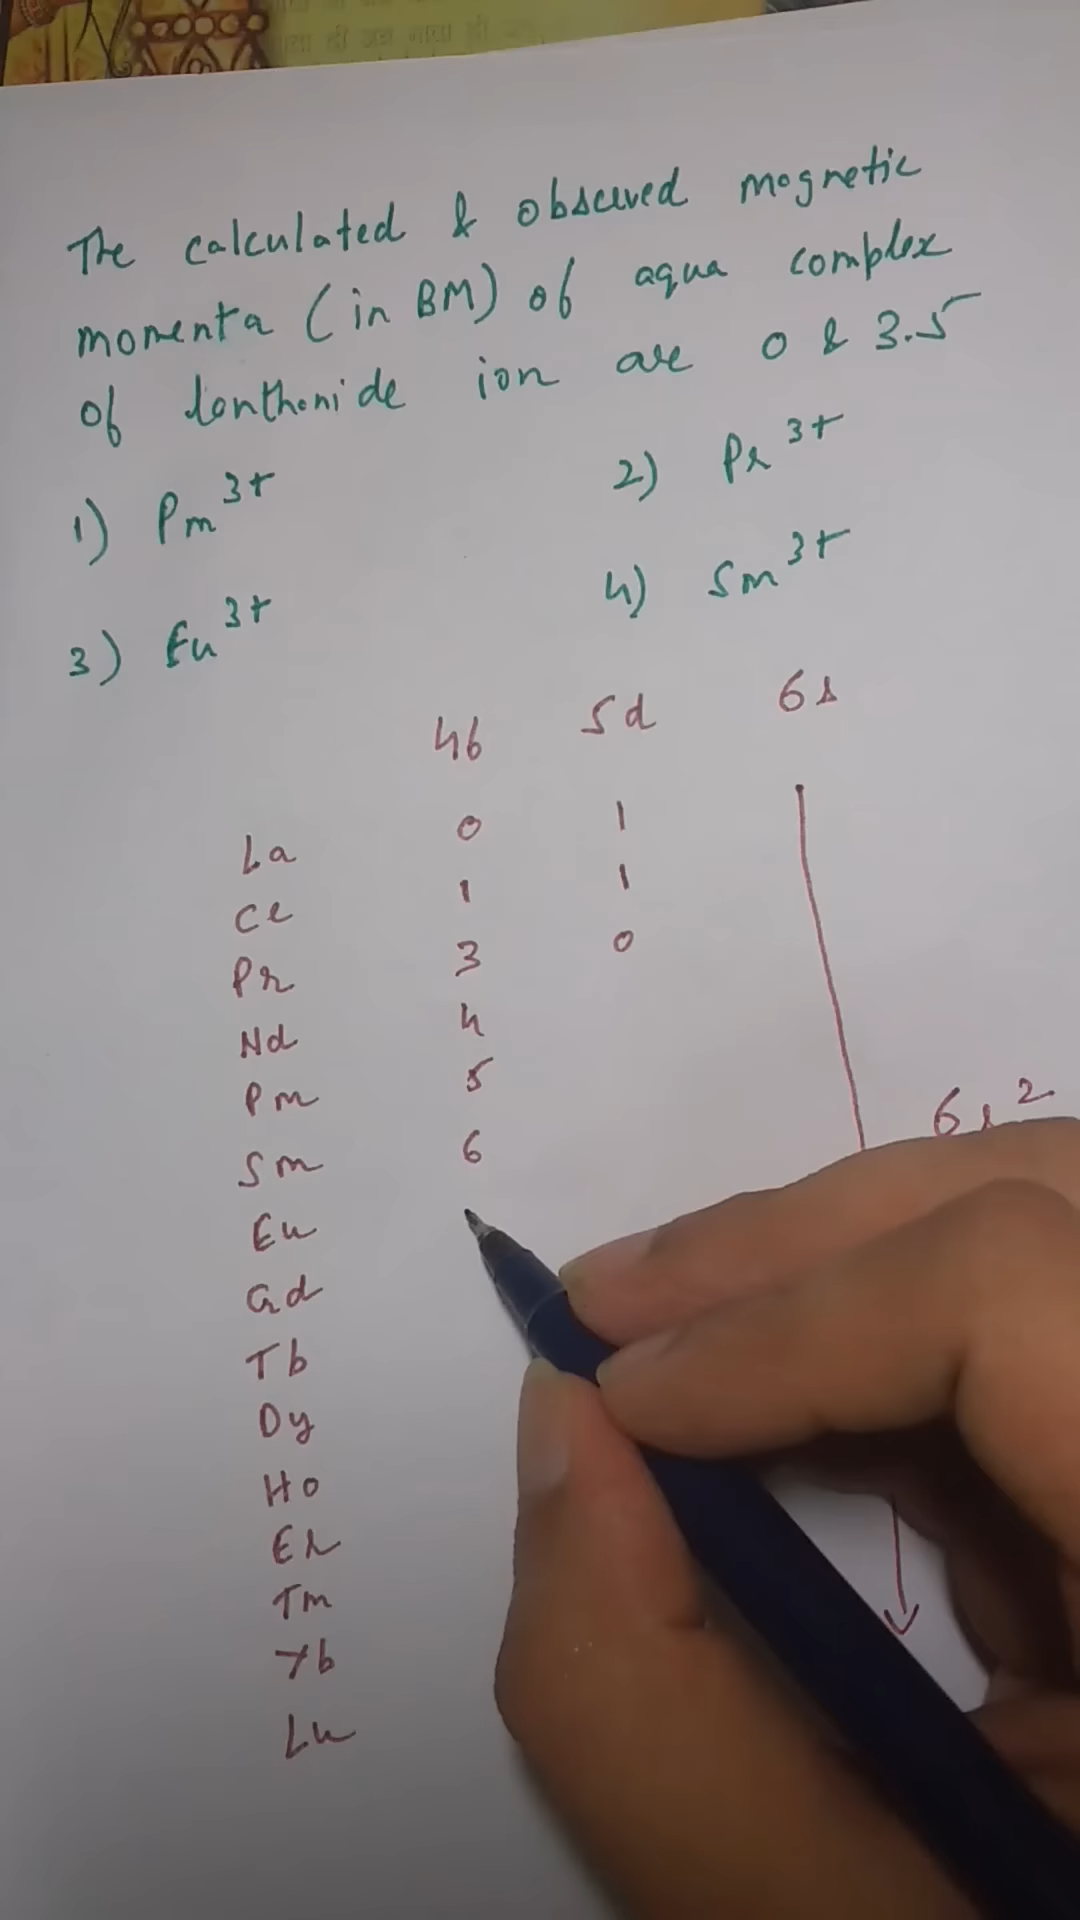 The calculated & observed magnetic
momenta (in BM) of aqua complex
of lanthanide ion are 0 & 3.5
1) Pm3+ 2) Pr3+
3) Eu3+ 4) Sm3+
4f 5d 6s
La 0 1
Ce 1 1
Pr 3 0
Nd 4
Pm 5
Sm 6
6s2
Eu
Gd
Tb
Dy
Ho
Er
Tm
Yb
Lu